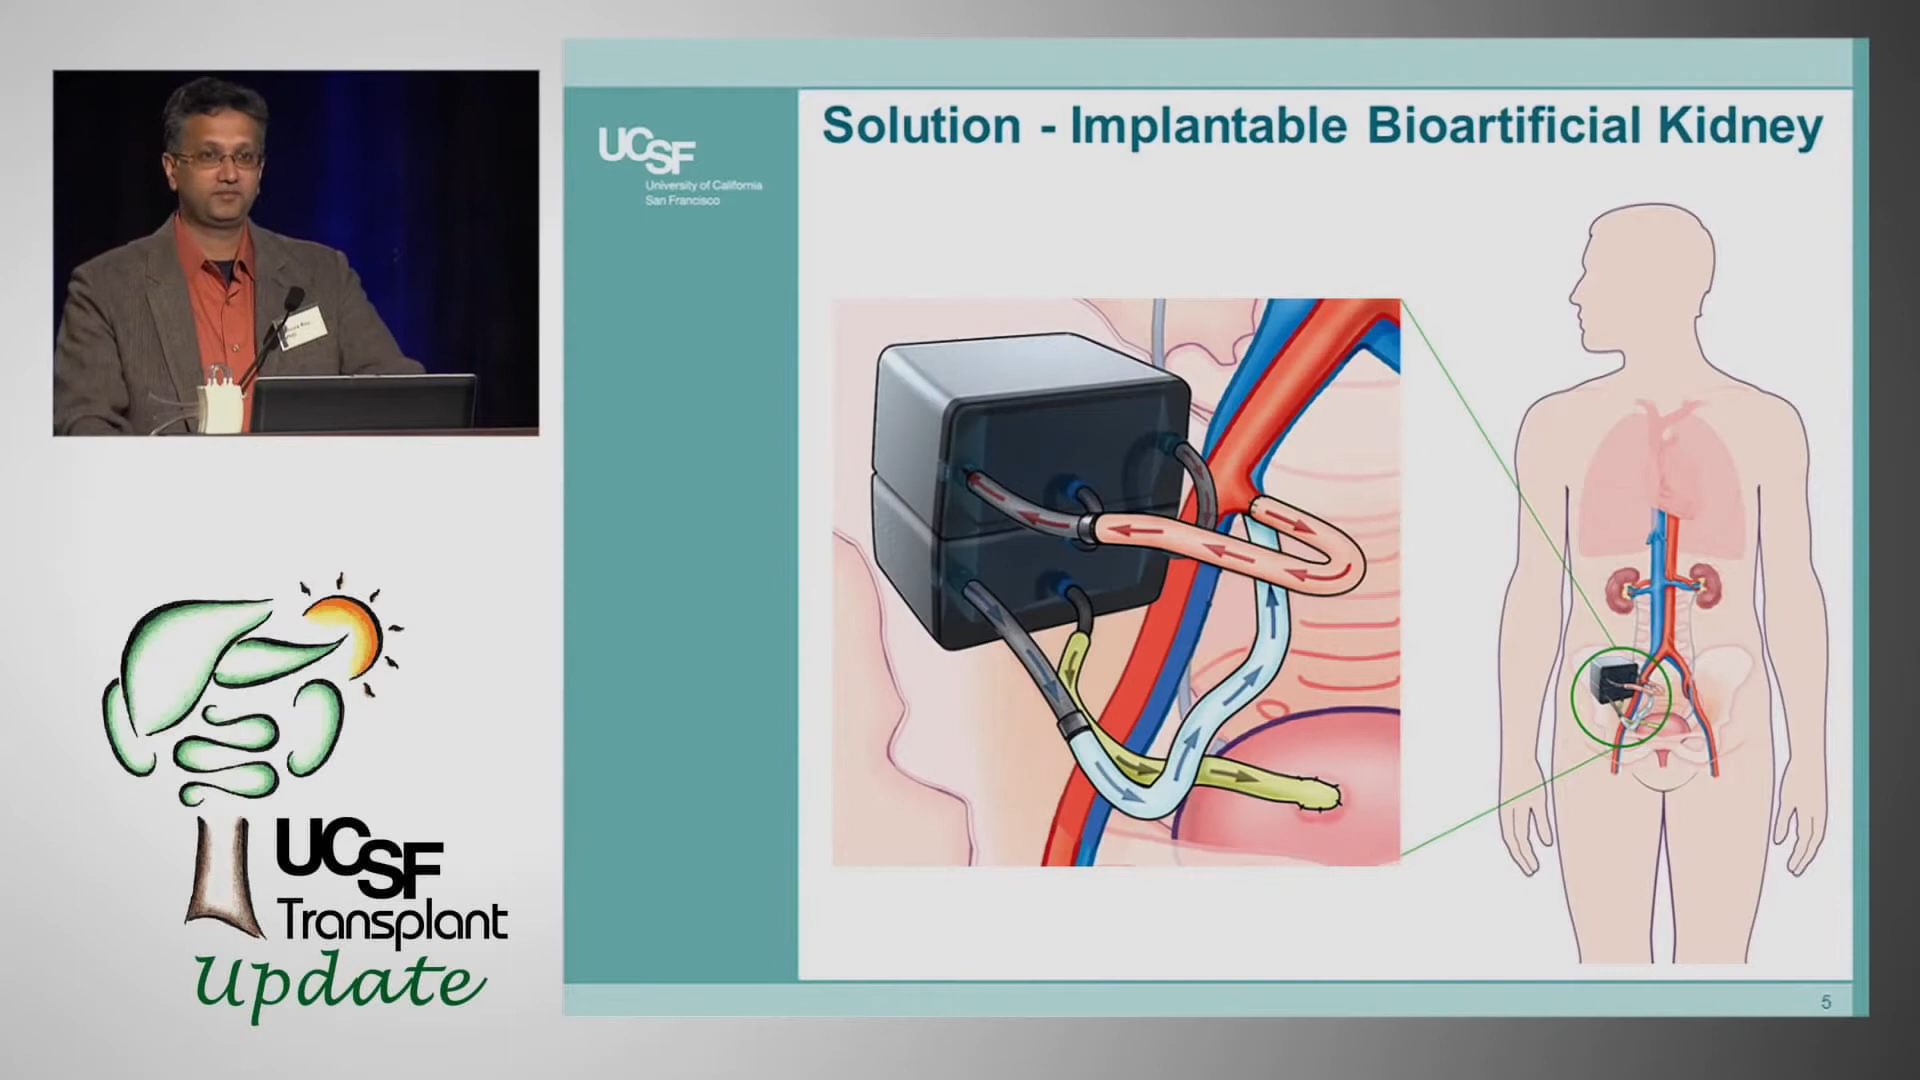 UCSF
University of California
San Francisco
Solution - Implantable Bioartificial Kidney
UCSF
Transplant
Update
5